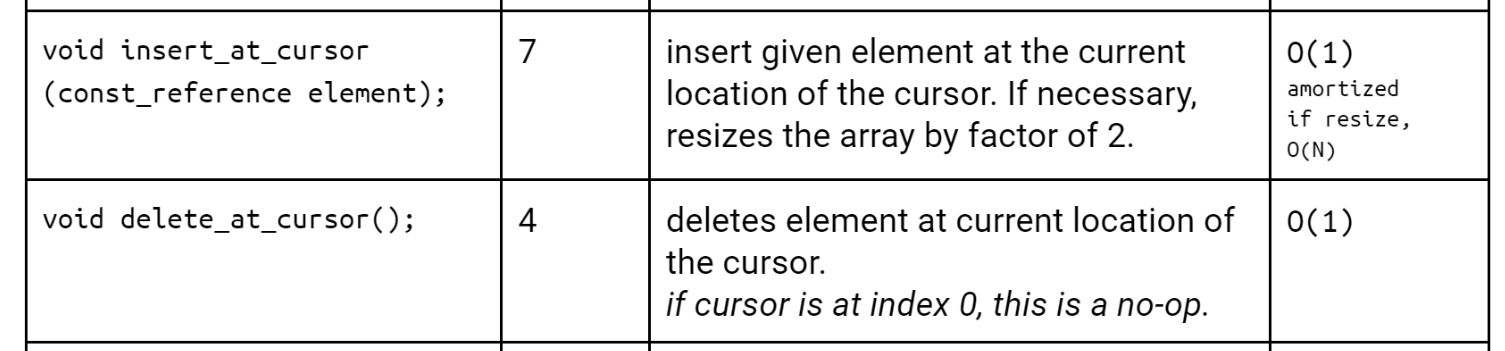 void insert_at_cursor
(const_reference element);
7
insert given element at the current
location of the cursor. If necessary,
resizes the array by factor of 2.
O(1)
amortized
if resize,
O(N)
void delete_at_cursor();
4
deletes element at current location of
the cursor.
if cursor is at index 0, this is a no-op.
O(1)